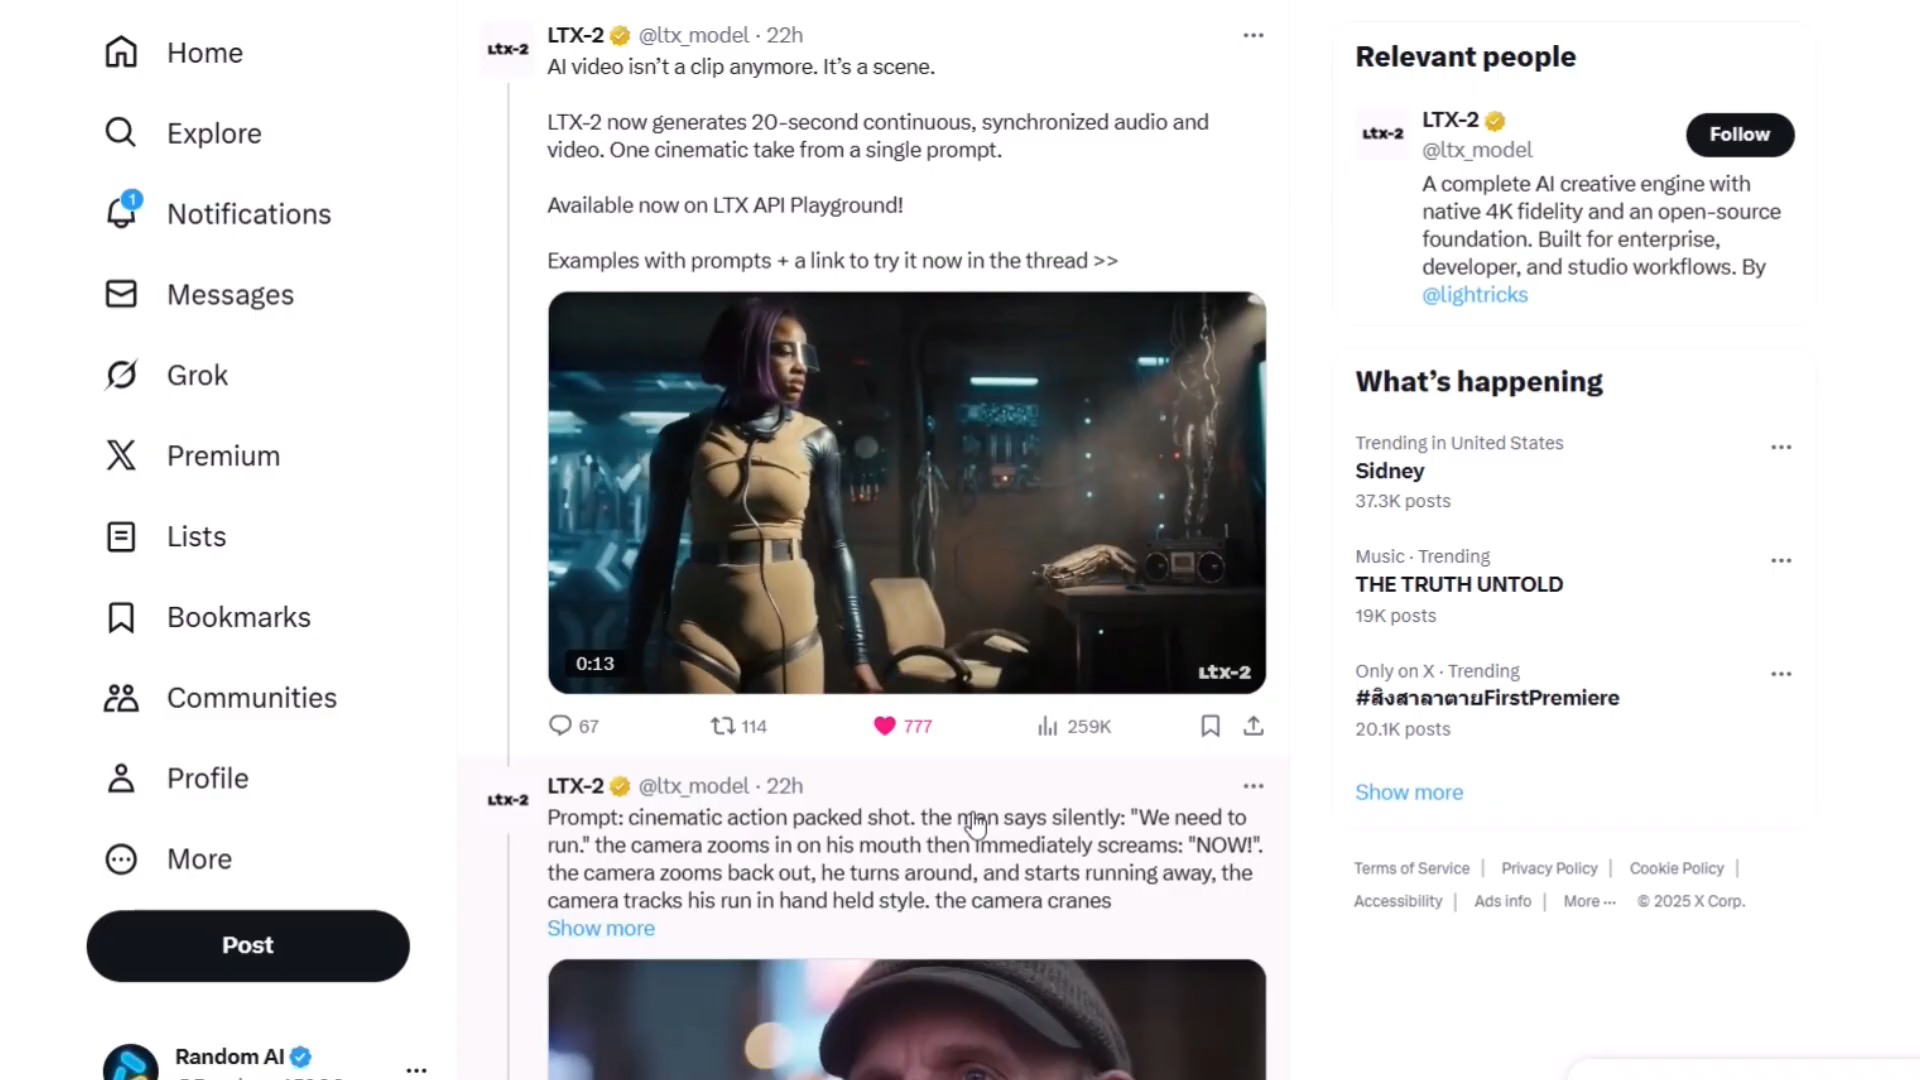 Home
Explore
1
Notifications
Messages
Grok
Premium
Lists
Bookmarks
Communities
Profile
More
Post
Random AI
Ltx-2
LTX-2 @ltx_model · 22h
AI video isn’t a clip anymore. It’s a scene.
LTX-2 now generates 20-second continuous, synchronized audio and
video. One cinematic take from a single prompt.
Available now on LTX API Playground!
Examples with prompts + a link to try it now in the thread >>
0:13
Ltx-2
67
114
777
259K
Ltx-2
LTX-2 @ltx_model · 22h
Prompt: cinematic action packed shot. the man says silently: "We need to
run." the camera zooms in on his mouth then immediately screams: "NOW!".
the camera zooms back out, he turns around, and starts running away, the
camera tracks his run in hand held style. the camera cranes
Show more
Relevant people
Ltx-2
LTX-2
@ltx_model
Follow
A complete AI creative engine with
native 4K fidelity and an open-source
foundation. Built for enterprise,
developer, and studio workflows. By
@lightricks
What’s happening
Trending in United States
Sidney
37.3K posts
Music · Trending
THE TRUTH UNTOLD
19K posts
Only on X · Trending
#สิงสาลาตายFirstPremiere
20.1K posts
Show more
Terms of Service | Privacy Policy | Cookie Policy |
Accessibility | Ads info | More ··· © 2025 X Corp.